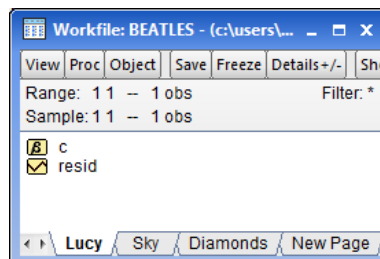 Workfile: BEATLES - (c:\users\...
View Proc Object Save Freeze Details+/- Sh
Range: 1 1 -- 1 obs Filter: *
Sample: 1 1 -- 1 obs
β c
resid
Lucy Sky Diamonds New Page